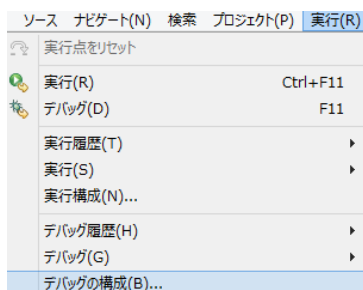 ソース ナビゲート(N) 検索 プロジェクト(P) 実行(R)
実行点をリセット
実行(R) Ctrl+F11
デバッグ(D) F11
実行履歴(T)
実行(S)
実行構成(N)...
デバッグ履歴(H)
デバッグ(G)
デバッグの構成(B)...